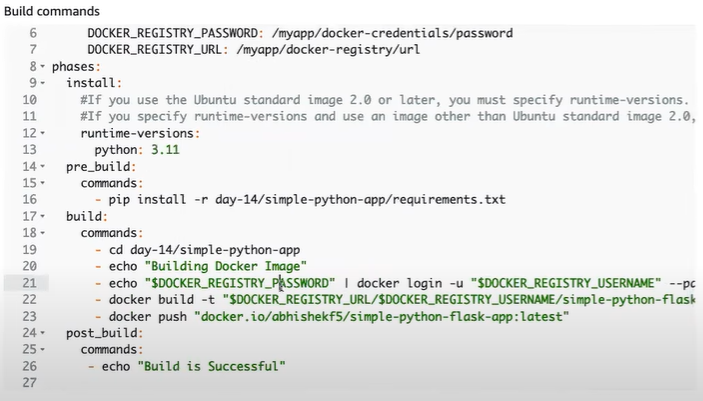 Build commands
6 DOCKER_REGISTRY_PASSWORD: /myapp/docker-credentials/password
7 DOCKER_REGISTRY_URL: /myapp/docker-registry/url
8 phases:
9 install:
10 #If you use the Ubuntu standard image 2.0 or later, you must specify runtime-versions.
11 #If you specify runtime-versions and use an image other than Ubuntu standard image 2.0,
12 runtime-versions:
13 python: 3.11
14 pre_build:
15 commands:
16 - pip install -r day-14/simple-python-app/requirements.txt
17 build:
18 commands:
19 - cd day-14/simple-python-app
20 - echo "Building Docker Image"
21 - echo "$DOCKER_REGISTRY_PASSWORD" | docker login -u "$DOCKER_REGISTRY_USERNAME" --pa
22 - docker build -t "$DOCKER_REGISTRY_URL/$DOCKER_REGISTRY_USERNAME/simple-python-flask
23 - docker push "docker.io/abhishekf5/simple-python-flask-app:latest"
24 post_build:
25 commands:
26 - echo "Build is Successful"
27